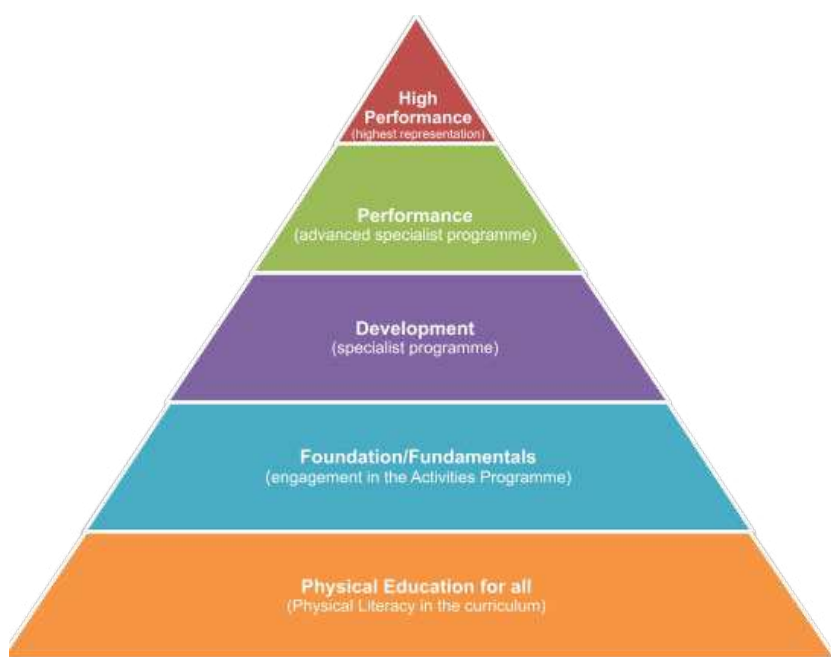 High
Performance
(highest representation)
Performance
(advanced specialist programme)
Development
(specialist programme)
Foundation/Fundamentals
(engagement in the Activities Programme)
Physical Education for all
(Physical Literacy in the curriculum)